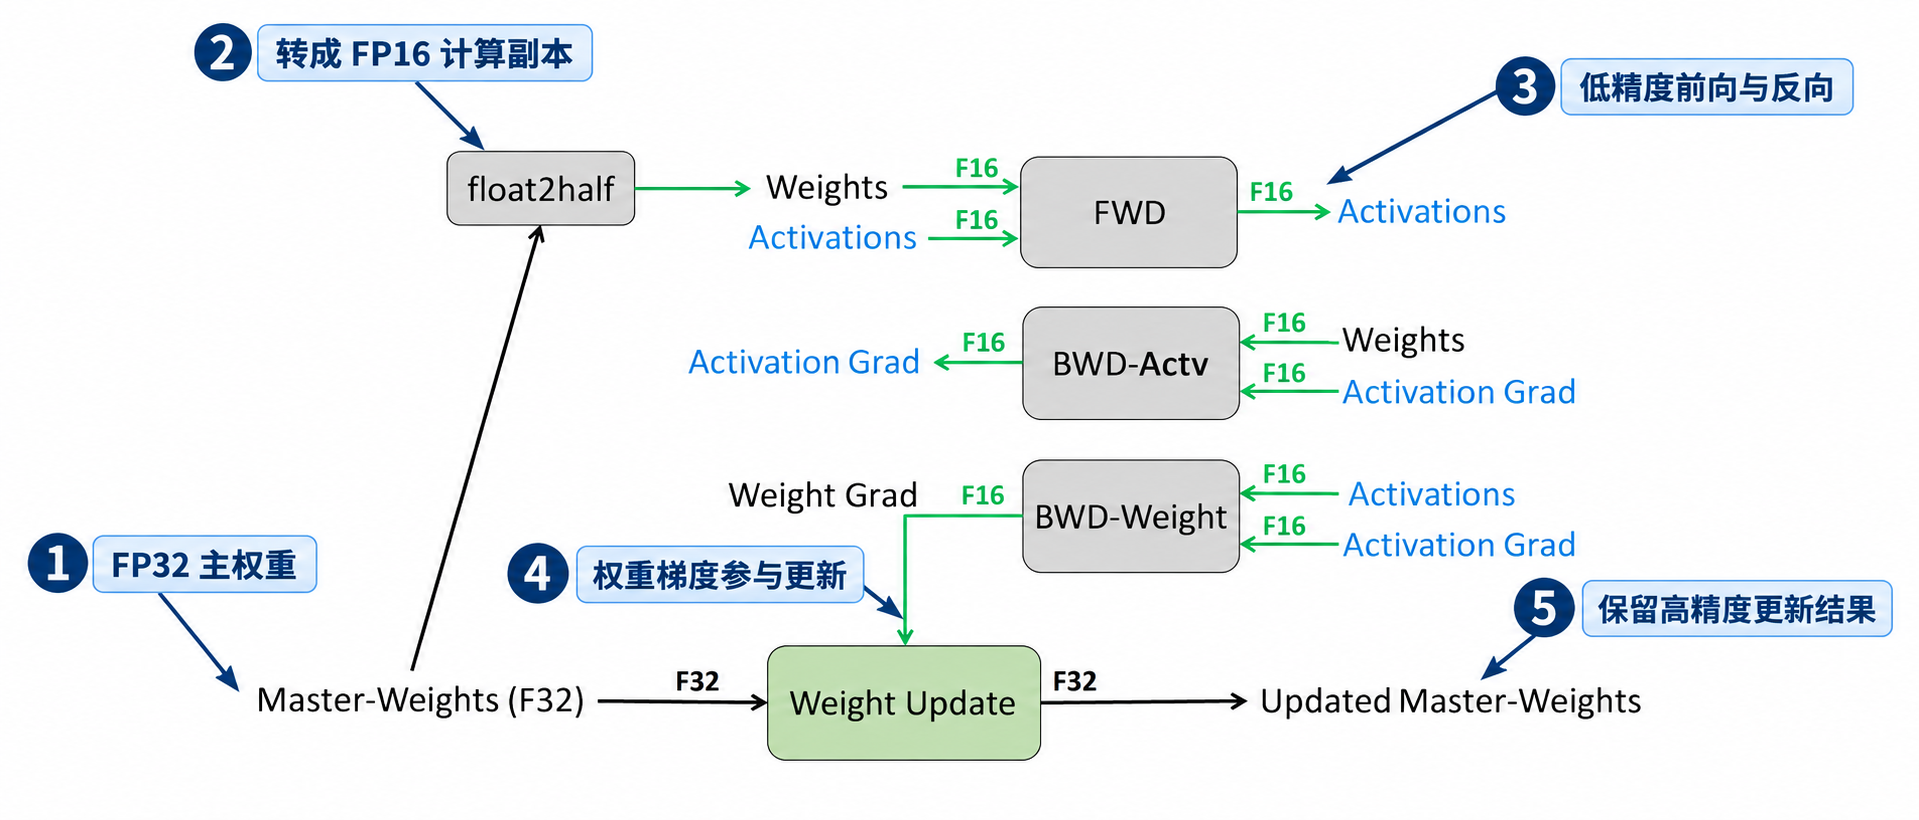 2 转成 FP16 计算副本
3 低精度前向与反向
float2half
Weights
F16
Activations
F16
FWD
F16
Activations
Activation Grad
F16
BWD-Actv
F16
Weights
F16
Activation Grad
Weight Grad
F16
BWD-Weight
F16
Activations
F16
Activation Grad
1 FP32 主权重
4 权重梯度参与更新
5 保留高精度更新结果
Master-Weights (F32)
F32
Weight Update
F32
Updated Master-Weights